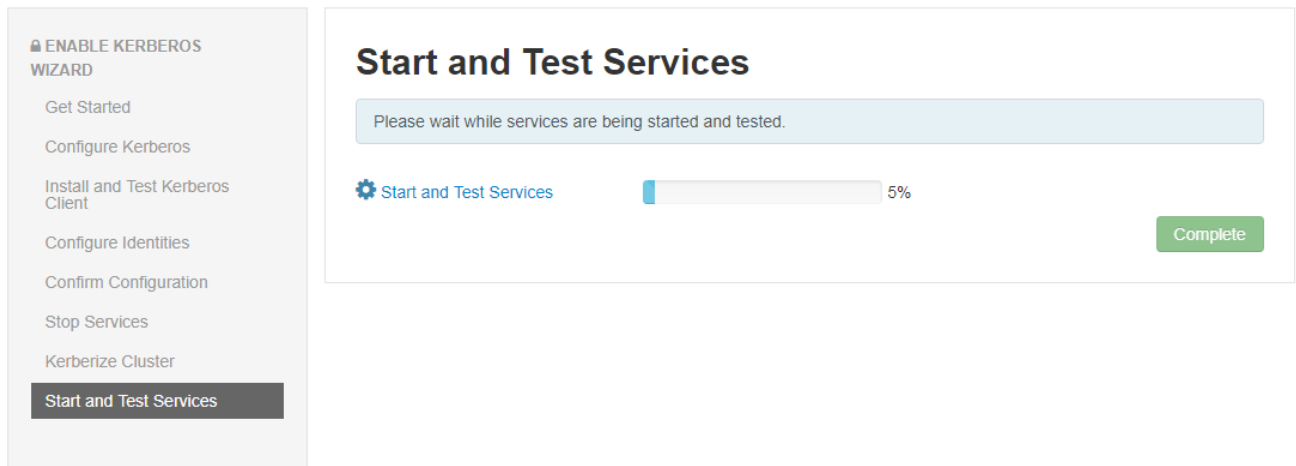 ENABLE KERBEROS
WIZARD
Get Started
Configure Kerberos
Install and Test Kerberos
Client
Configure Identities
Confirm Configuration
Stop Services
Kerberize Cluster
Start and Test Services
Start and Test Services
Please wait while services are being started and tested.
Start and Test Services 5%
Complete